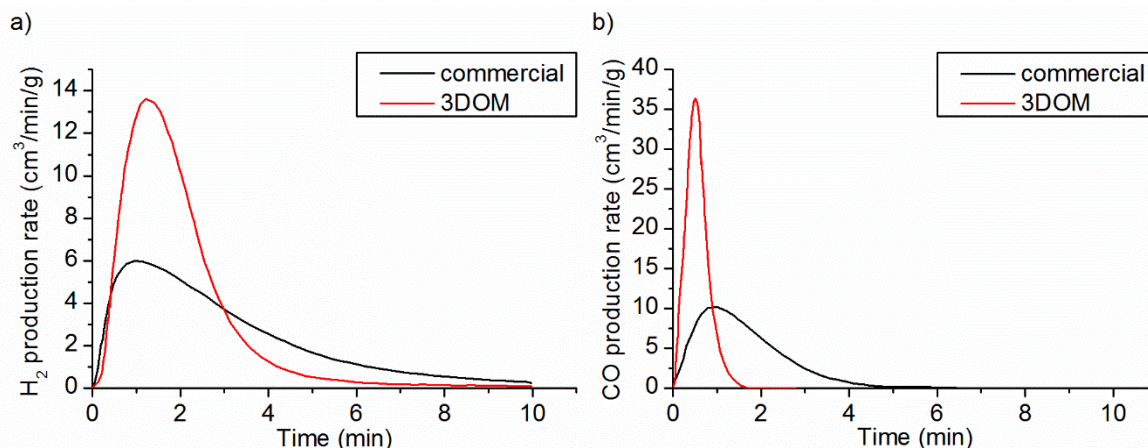 a)
commercial
3DOM
H₂ production rate (cm³/min/g)
14
12
10
8
6
4
2
0
0 2 4 6 8 10
Time (min)
b)
commercial
3DOM
CO production rate (cm³/min/g)
40
35
30
25
20
15
10
5
0
0 2 4 6 8 10
Time (min)